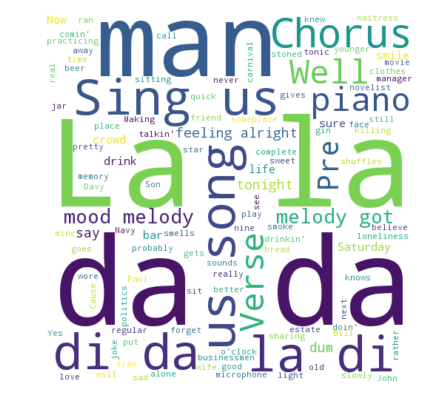 Now
ran
comin'
practicing
call
man
knew
waitress
Chorus
younger
stoned
tonic
away
time
beer
real
sitting
never
carnival
Well
smile
movie
manager
clothes
novelist
Sing us
quick
gives
piano
jar
Making
friend
someplace
place
talkin'
feeling alright
sure
face
still
gin
killing
crowd
star
complete
pretty
drink
life
sweet
Pre
shuffles
La
la
memory
Davy
Son
tonight
see
us song
mood melody
Navy
play
melody got
mine
say
bar
smells
nine
smoke
believe
loneliness
goes
probably
drinkin'
bread
Saturday
da
da
gets
Verse
sounds
really
knows
wore
Cause
Paul
sit
better
next
politics
Yes
regular
forget
estate
doin'
joke
put
o'clock
sharing
Bill
rather
di da
businessmen
la di
dum
free
wife
good
old
love
will
sad
alone
microphone
light
slowly
John